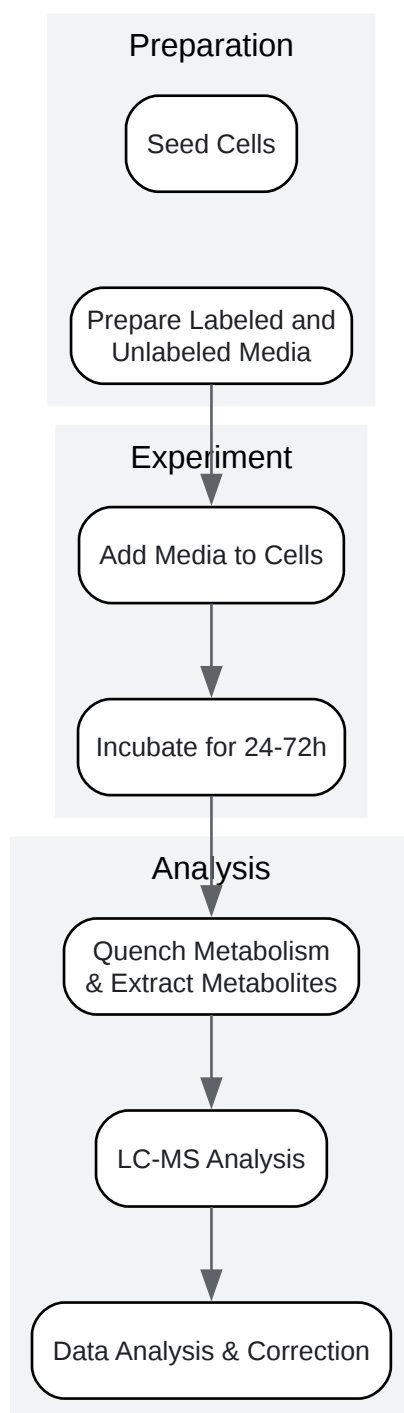 Preparation
Seed Cells
Prepare Labeled and
Unlabeled Media
Experiment
Add Media to Cells
Incubate for 24-72h
Analysis
Quench Metabolism
& Extract Metabolites
LC-MS Analysis
Data Analysis & Correction